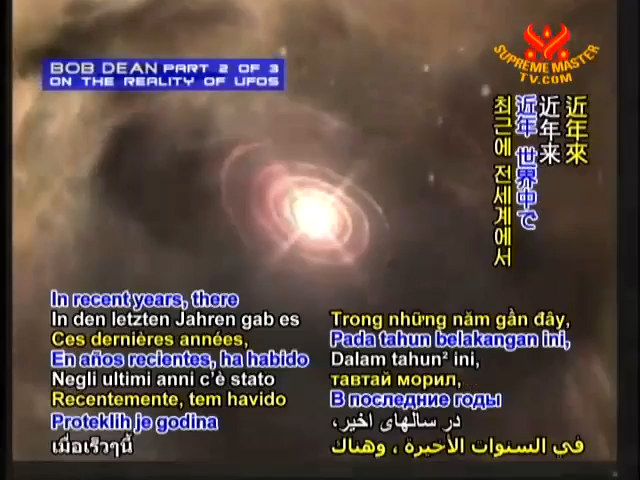 BOB DEAN PART 2 OF 3
ON THE REALITY OF UFOS
SUPREME MASTER
TV.COM
近年來
近年来
近年 世界中で
최근에 전세계에서
In recent years, there
In den letzten Jahren gab es
Ces dernières années,
En años recientes, ha habido
Negli ultimi anni c’è stato
Recentemente, tem havido
Proteklih je godina
เมื่อเร็วๆนี้
Trong những năm gần đây,
Pada tahun belakangan ini,
Dalam tahun² ini,
тавтай морил,
В последние годы
در سالهای اخیر،
في السنوات الأخيرة ، وهناك